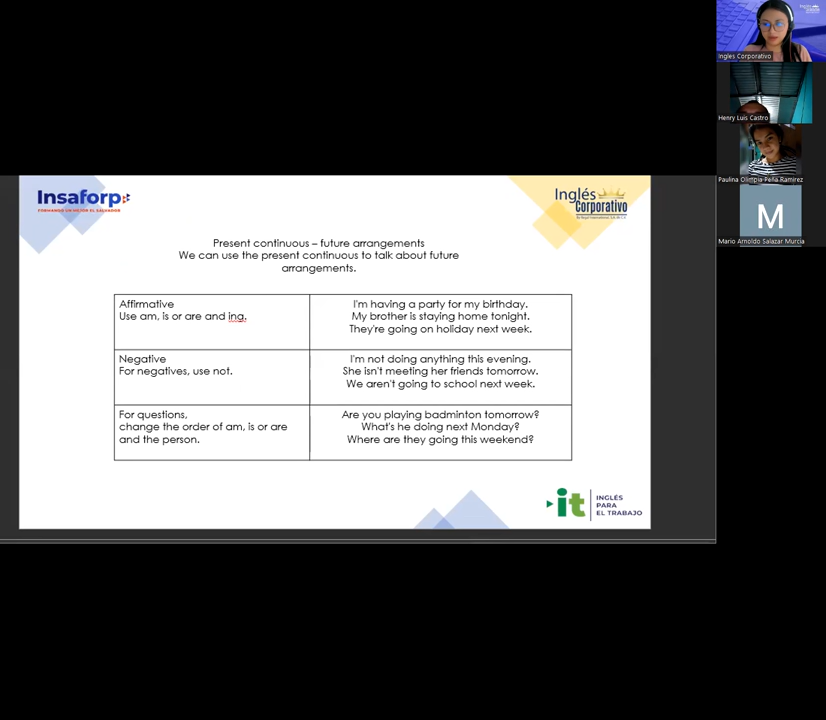 Insaforp
FORMANDO UN MEJOR EL SALVADOR
Inglés
Corporativo
Present continuous – future arrangements
We can use the present continuous to talk about future
arrangements.
Affirmative
Use am, is or are and ing.
I'm having a party for my birthday.
My brother is staying home tonight.
They're going on holiday next week.
Negative
For negatives, use not.
I'm not doing anything this evening.
She isn't meeting her friends tomorrow.
We aren't going to school next week.
For questions,
change the order of am, is or are
and the person.
Are you playing badminton tomorrow?
What's he doing next Monday?
Where are they going this weekend?
it
INGLÉS
PARA
EL TRABAJO
Ingles Corporativo
Henry Luis Castro
Paulina Olimpia Peña Ramirez
M
Mario Arnoldo Salazar Murcia